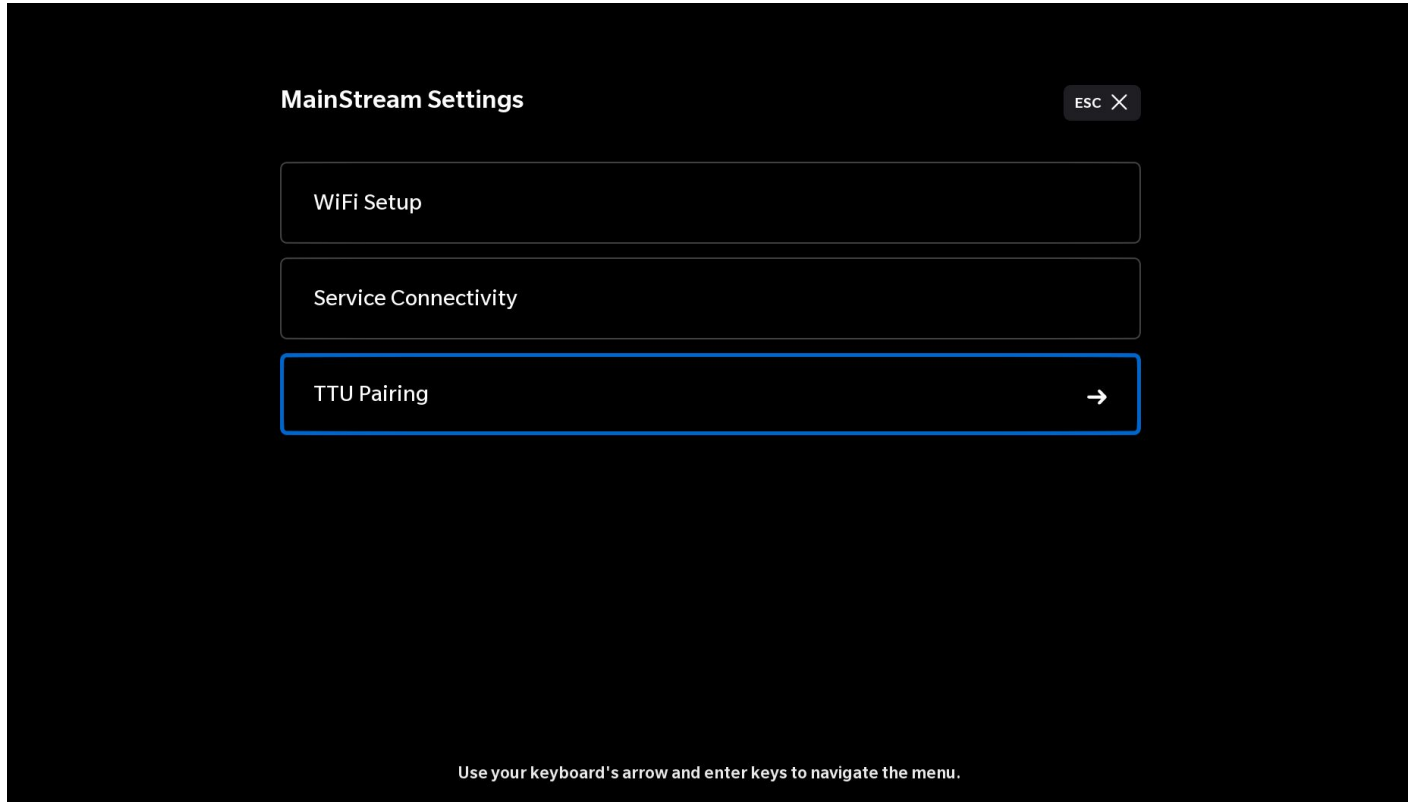 MainStream Settings
ESC
WiFi Setup
Service Connectivity
TTU Pairing
Use your keyboard's arrow and enter keys to navigate the menu.